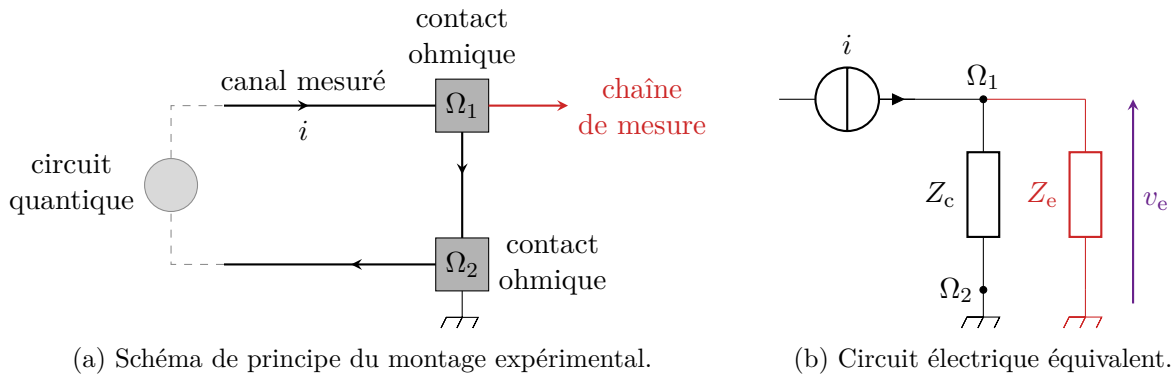 contact
ohmique
canal mesuré
i
Ω1
chaîne
de mesure
circuit
quantique
Ω2
contact
ohmique
(a) Schéma de principe du montage expérimental.
i
Ω1
Zc
Ze
ve
Ω2
(b) Circuit électrique équivalent.